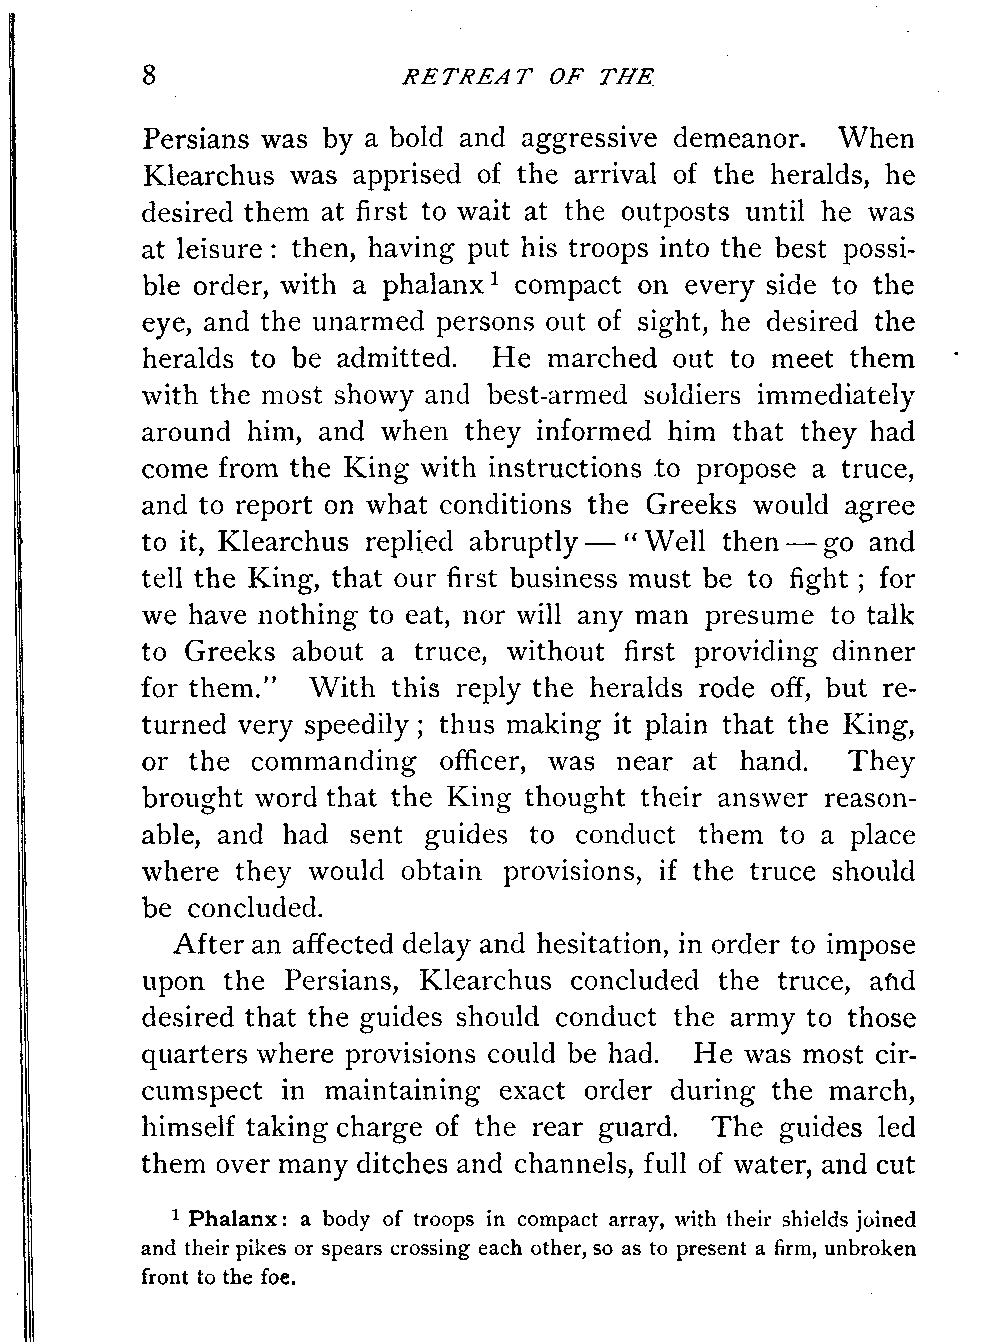 8 RETREAT OF THE
Persians was by a bold and aggressive demeanor. When
Klearchus was apprised of the arrival of the heralds, he
desired them at first to wait at the outposts until he was
at leisure : then, having put his troops into the best possi-
ble order, with a phalanx¹ compact on every side to the
eye, and the unarmed persons out of sight, he desired the
heralds to be admitted. He marched out to meet them
with the most showy and best-armed soldiers immediately
around him, and when they informed him that they had
come from the King with instructions to propose a truce,
and to report on what conditions the Greeks would agree
to it, Klearchus replied abruptly — “ Well then — go and
tell the King, that our first business must be to fight ; for
we have nothing to eat, nor will any man presume to talk
to Greeks about a truce, without first providing dinner
for them.” With this reply the heralds rode off, but re-
turned very speedily ; thus making it plain that the King,
or the commanding officer, was near at hand. They
brought word that the King thought their answer reason-
able, and had sent guides to conduct them to a place
where they would obtain provisions, if the truce should
be concluded.
After an affected delay and hesitation, in order to impose
upon the Persians, Klearchus concluded the truce, and
desired that the guides should conduct the army to those
quarters where provisions could be had. He was most cir-
cumspect in maintaining exact order during the march,
himself taking charge of the rear guard. The guides led
them over many ditches and channels, full of water, and cut
¹ Phalanx: a body of troops in compact array, with their shields joined
and their pikes or spears crossing each other, so as to present a firm, unbroken
front to the foe.